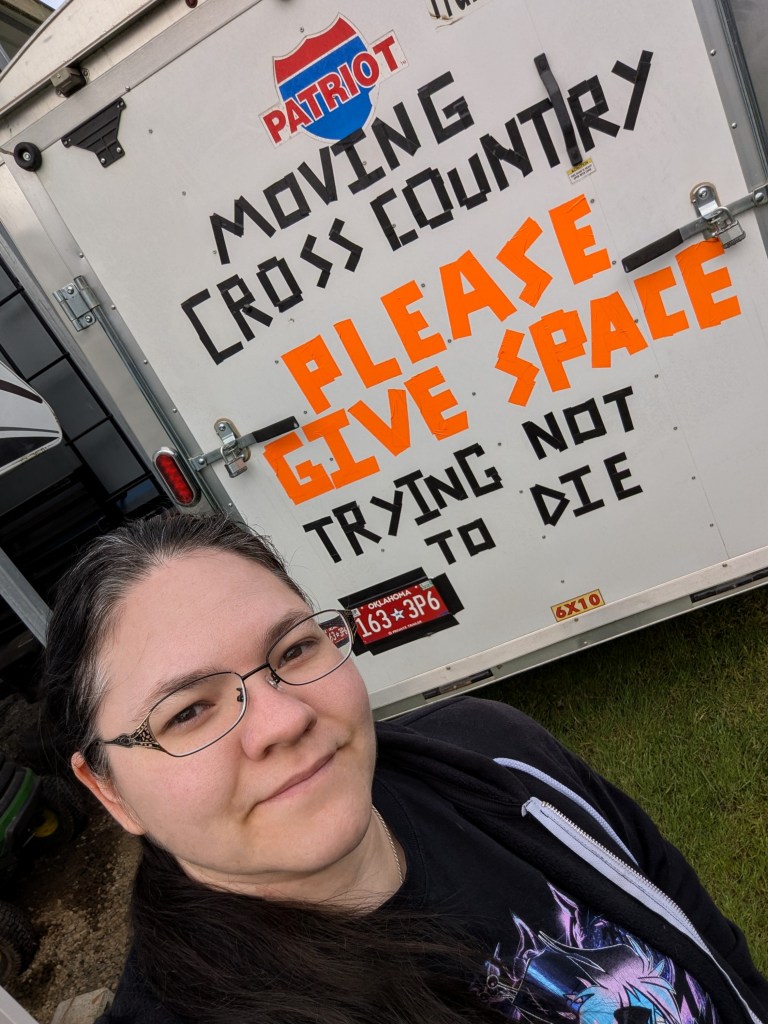 PATRIOT
MOVING
CROSS COUNTRY
PLEASE
GIVE SPACE
TRYING NOT
TO DIE
OKLAHOMA
163★3P6
6X10